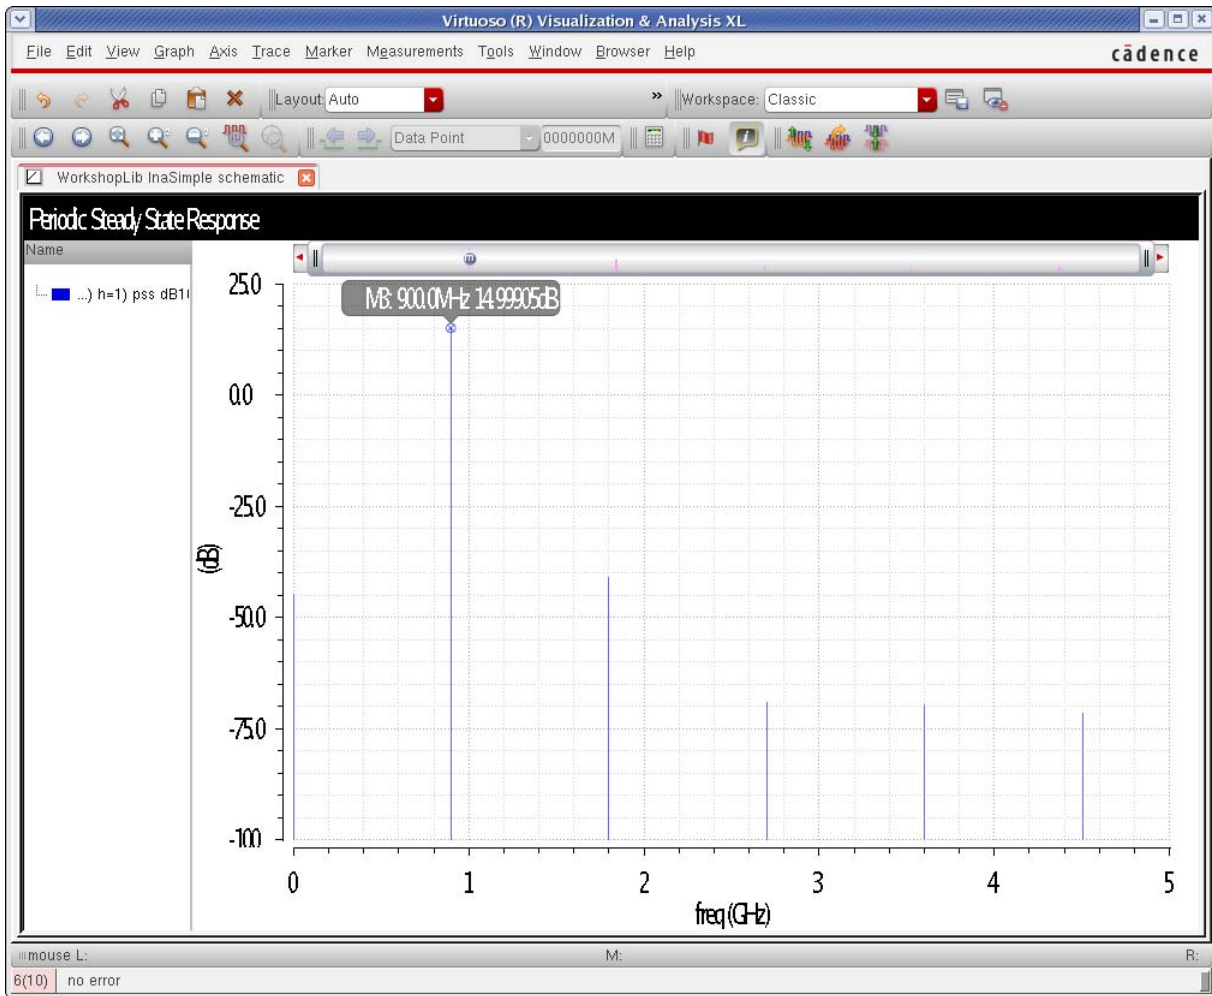 Virtuoso (R) Visualization & Analysis XL
File Edit View Graph Axis Trace Marker Measurements Tools Window Browser Help
cādence
Layout: Auto
» Workspace: Classic
Data Point 0000000M
WorkshopLib lnaSimple schematic
Periodic Steady State Response
Name
...) h=1) pss dB1
M3: 900.0MHz 14.99905dB
25.0
0.0
-25.0
-50.0
-75.0
-100
(dB)
0 1 2 3 4 5
freq (GHz)
mouse L: M: R:
6(10) no error